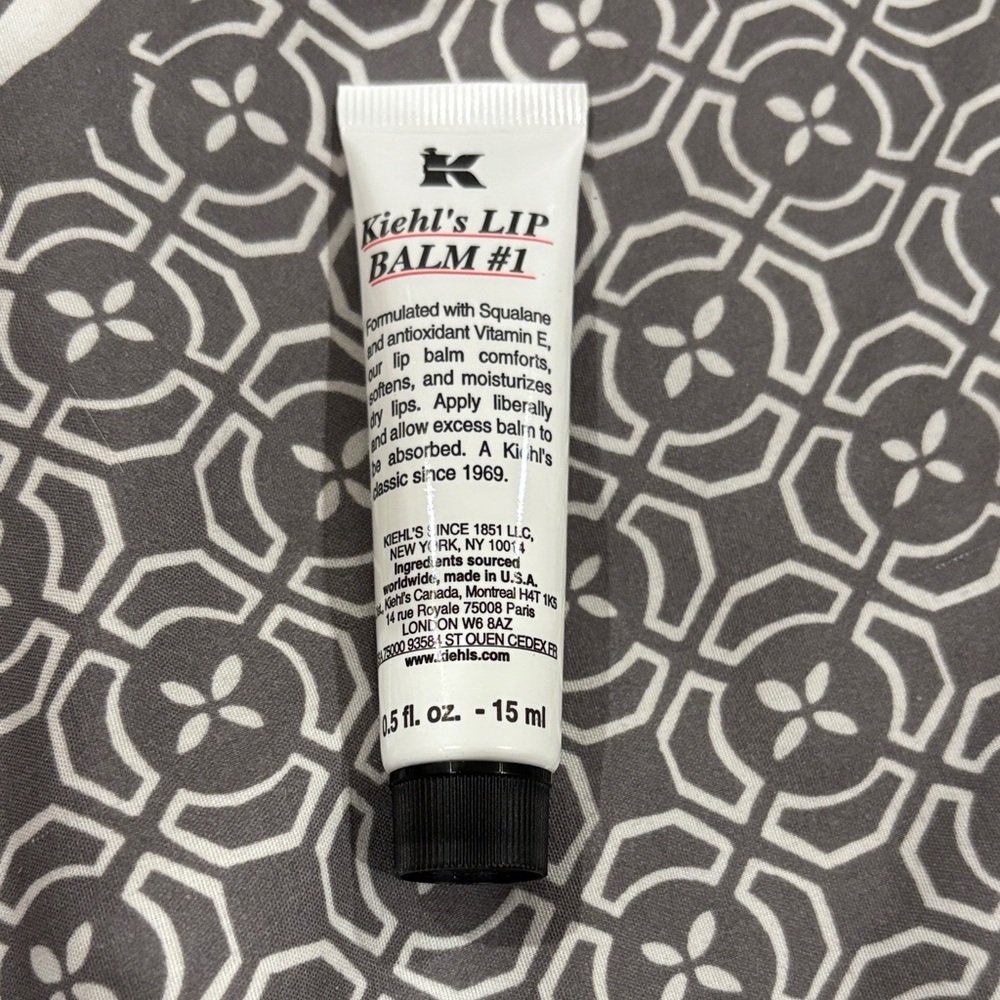 K
Kiehl's LIP
BALM #1
Formulated with Squalane
and antioxidant Vitamin E,
our lip balm comforts,
softens, and moisturizes
dry lips. Apply liberally
and allow excess balm to
be absorbed. A Kiehl's
classic since 1969.
KIEHL'S SINCE 1851 LLC,
NEW YORK, NY 10014
Ingredients sourced
worldwide, made in U.S.A.
Kiehl's Canada, Montreal H4T 1K5
14 rue Royale 75008 Paris
LONDON W6 8AZ
75000 93584 ST OUEN CEDEX FR
www.kiehls.com
0.5 fl. oz. - 15 ml